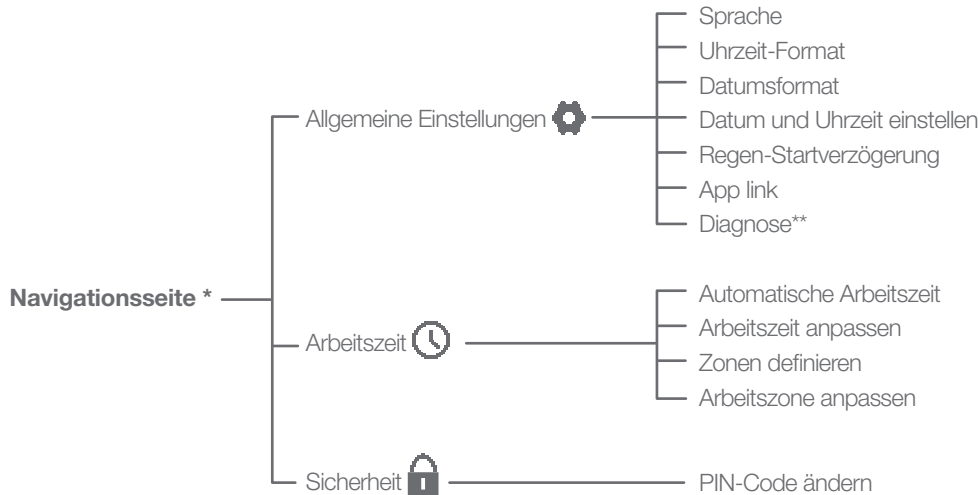 Navigationsseite *
Allgemeine Einstellungen
Sprache
Uhrzeit-Format
Datumsformat
Datum und Uhrzeit einstellen
Regen-Startverzögerung
App link
Diagnose**
Arbeitszeit
Automatische Arbeitszeit
Arbeitszeit anpassen
Zonen definieren
Arbeitszone anpassen
Sicherheit
PIN-Code ändern